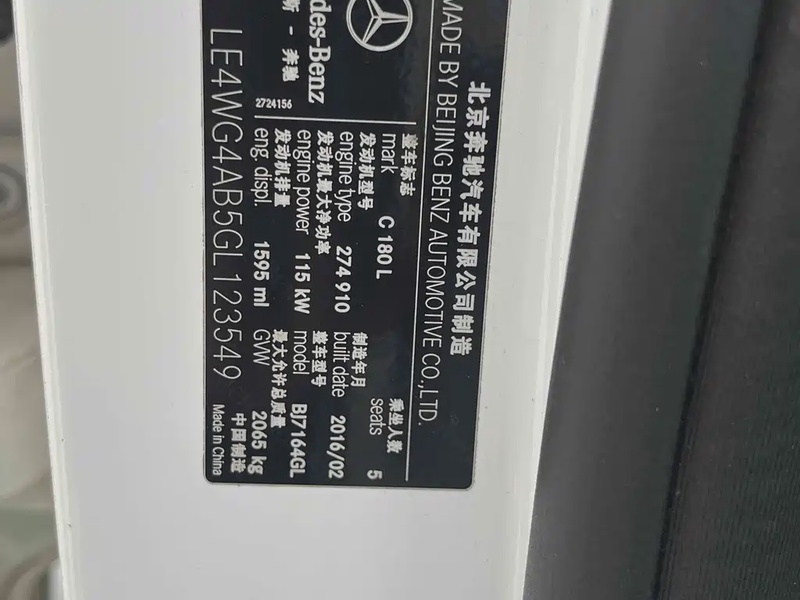 北京奔驰汽车有限公司制造
MADE BY BEIJING BENZ AUTOMOTIVE CO.,LTD.
整车标志
mark C 180 L
乘坐人数
seats 5
发动机型号
engine type 274 910
制造年月
built date 2016/02
发动机最大净功率
engine power 115 kW
整车型号
model BJ7164GL
发动机排量
eng. displ. 1595 ml
最大允许总质量
GVW 2065 kg
des-Benz
斯 - 奔驰
2724156
LE4WG4AB5GL123549
中国制造
Made in China